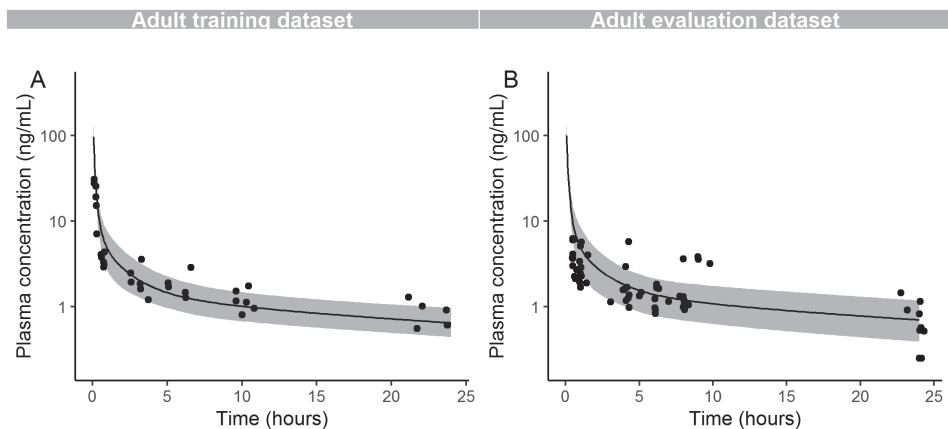 Adult training dataset
Adult evaluation dataset
A
B
Plasma concentration (ng/mL)
100
10
1
0 5 10 15 20 25
Time (hours)
Plasma concentration (ng/mL)
100
10
1
0 5 10 15 20 25
Time (hours)